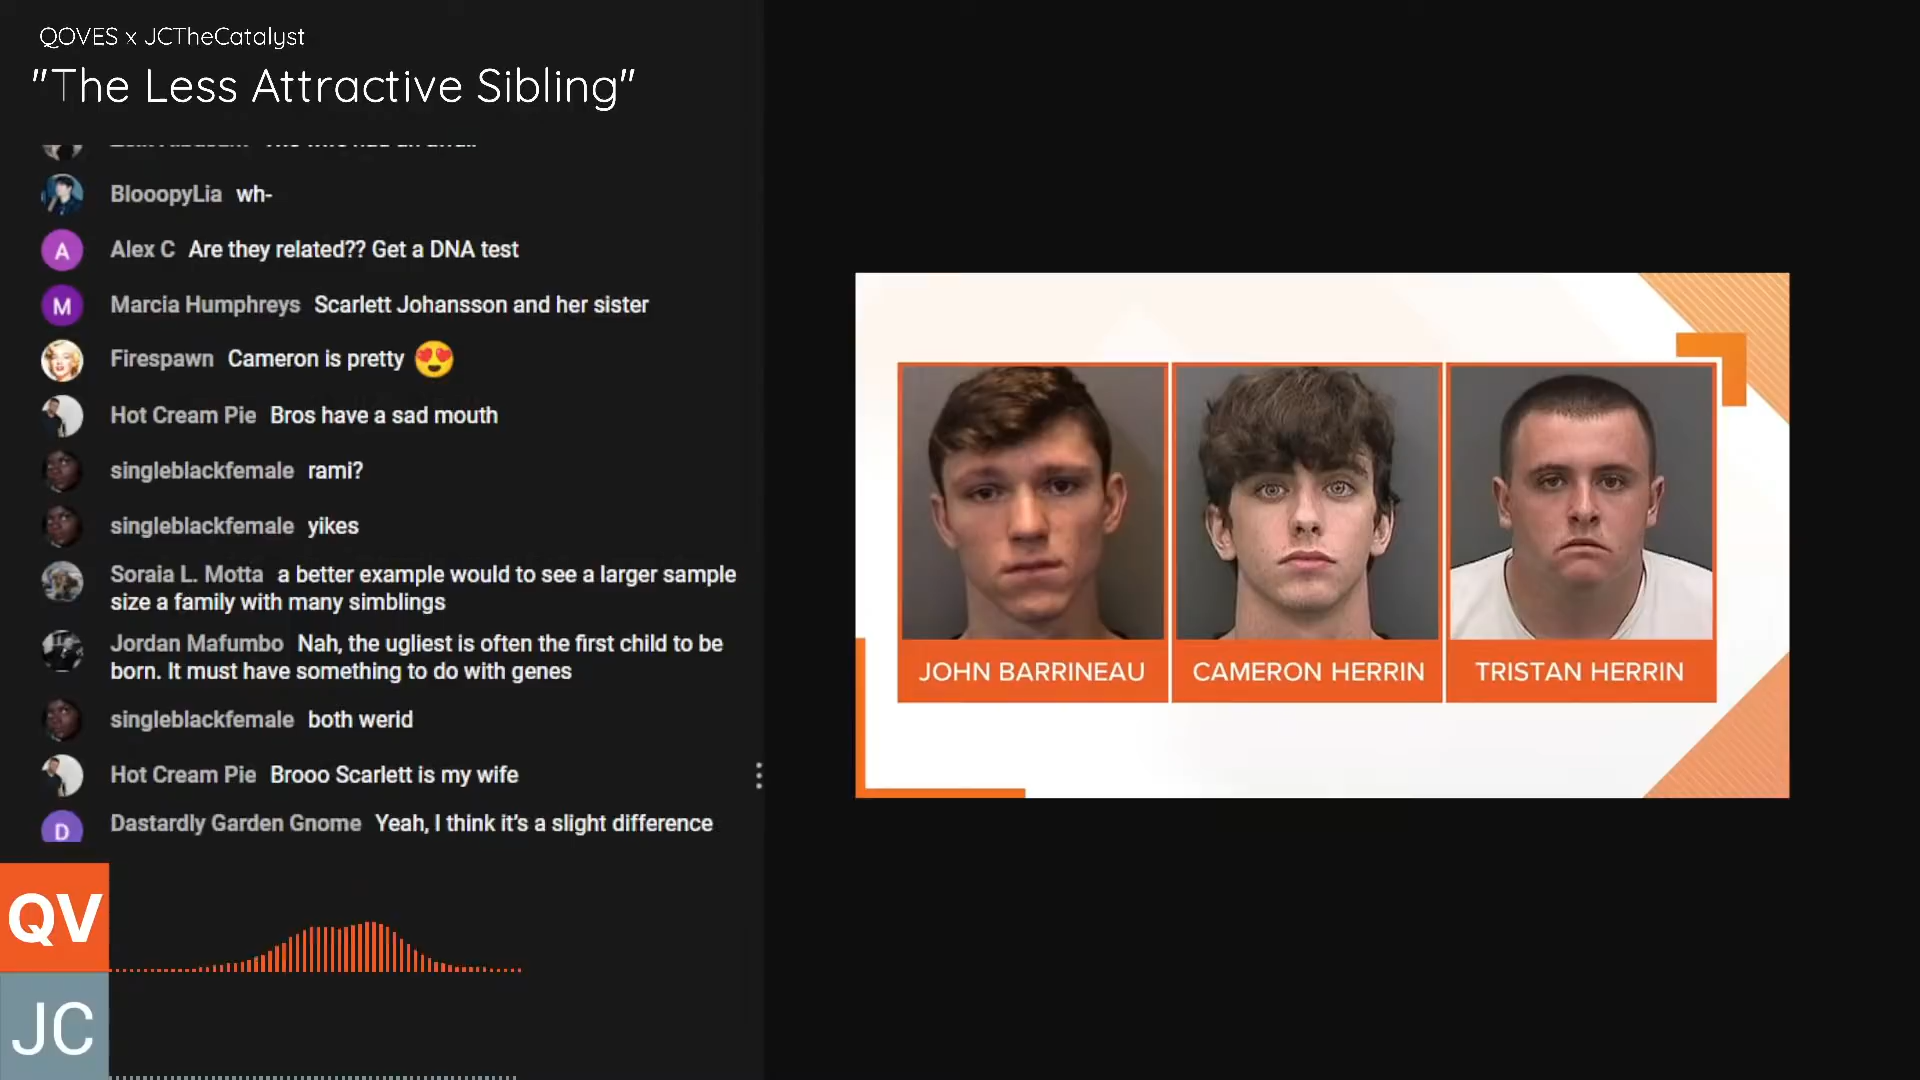 QOVES x JCTheCatalyst
"The Less Attractive Sibling"
BlooopyLia wh-
A
Alex C Are they related?? Get a DNA test
M
Marcia Humphreys Scarlett Johansson and her sister
Firespawn Cameron is pretty 😍
Hot Cream Pie Bros have a sad mouth
singleblackfemale rami?
singleblackfemale yikes
Soraia L. Motta a better example would to see a larger sample
size a family with many simblings
Jordan Mafumbo Nah, the ugliest is often the first child to be
born. It must have something to do with genes
singleblackfemale both werid
Hot Cream Pie Brooo Scarlett is my wife
D
Dastardly Garden Gnome Yeah, I think it's a slight difference
QV
JC
JOHN BARRINEAU
CAMERON HERRIN
TRISTAN HERRIN